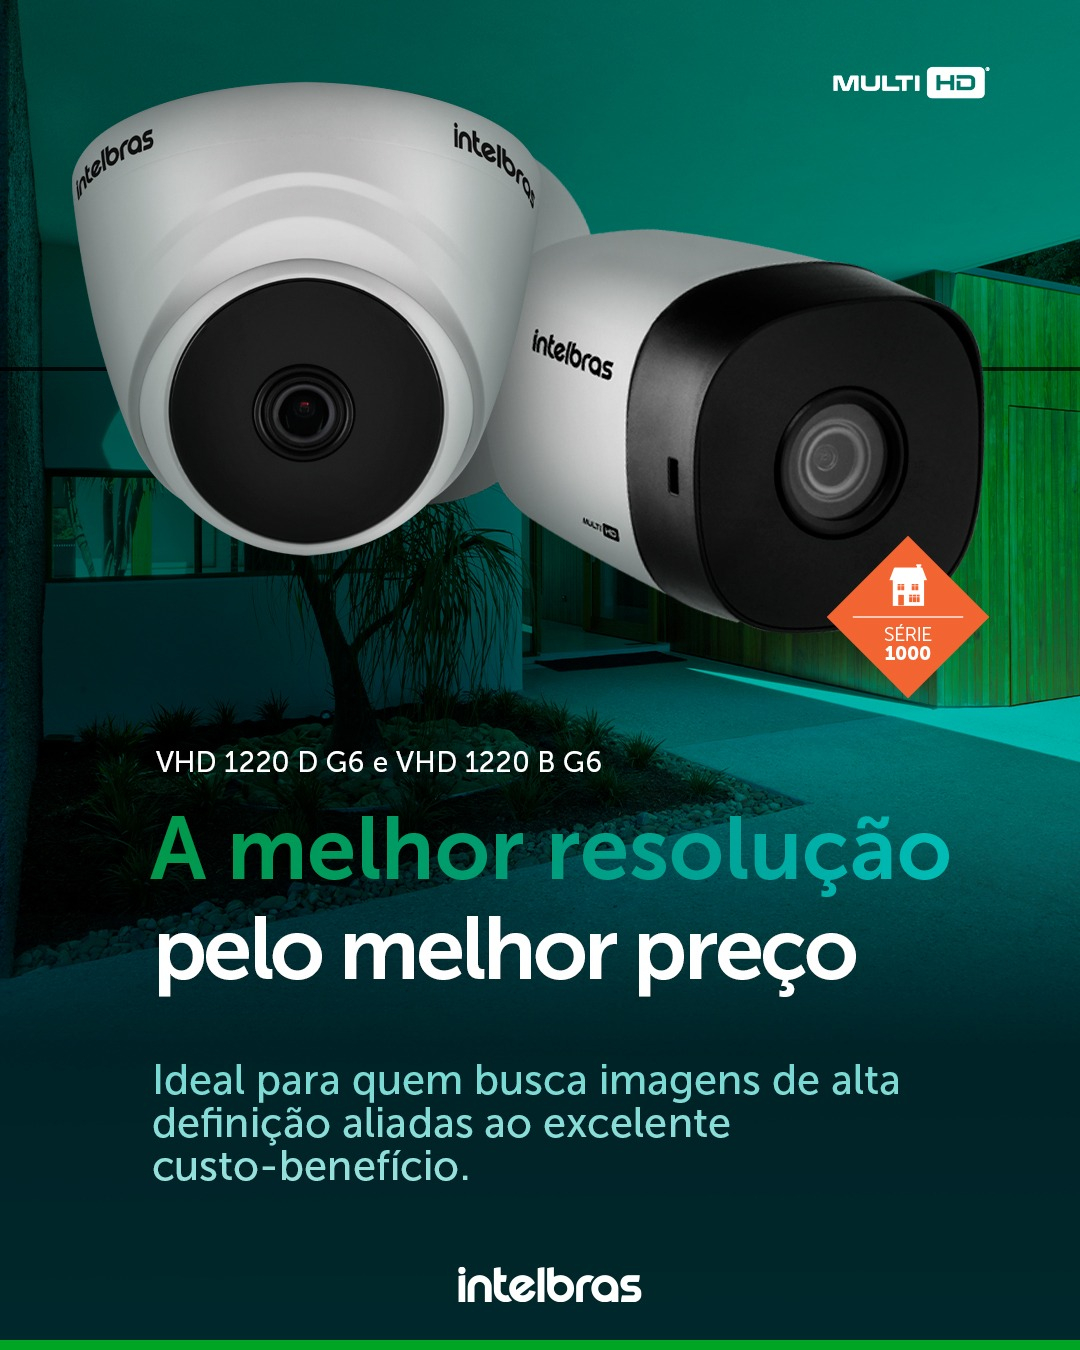 MULTI HD
intelbras
intelbras
intelbras
MULTI HD
SÉRIE
1000
VHD 1220 D G6 e VHD 1220 B G6
A melhor resolução
pelo melhor preço
Ideal para quem busca imagens de alta
definição aliadas ao excelente
custo-benefício.
intelbras